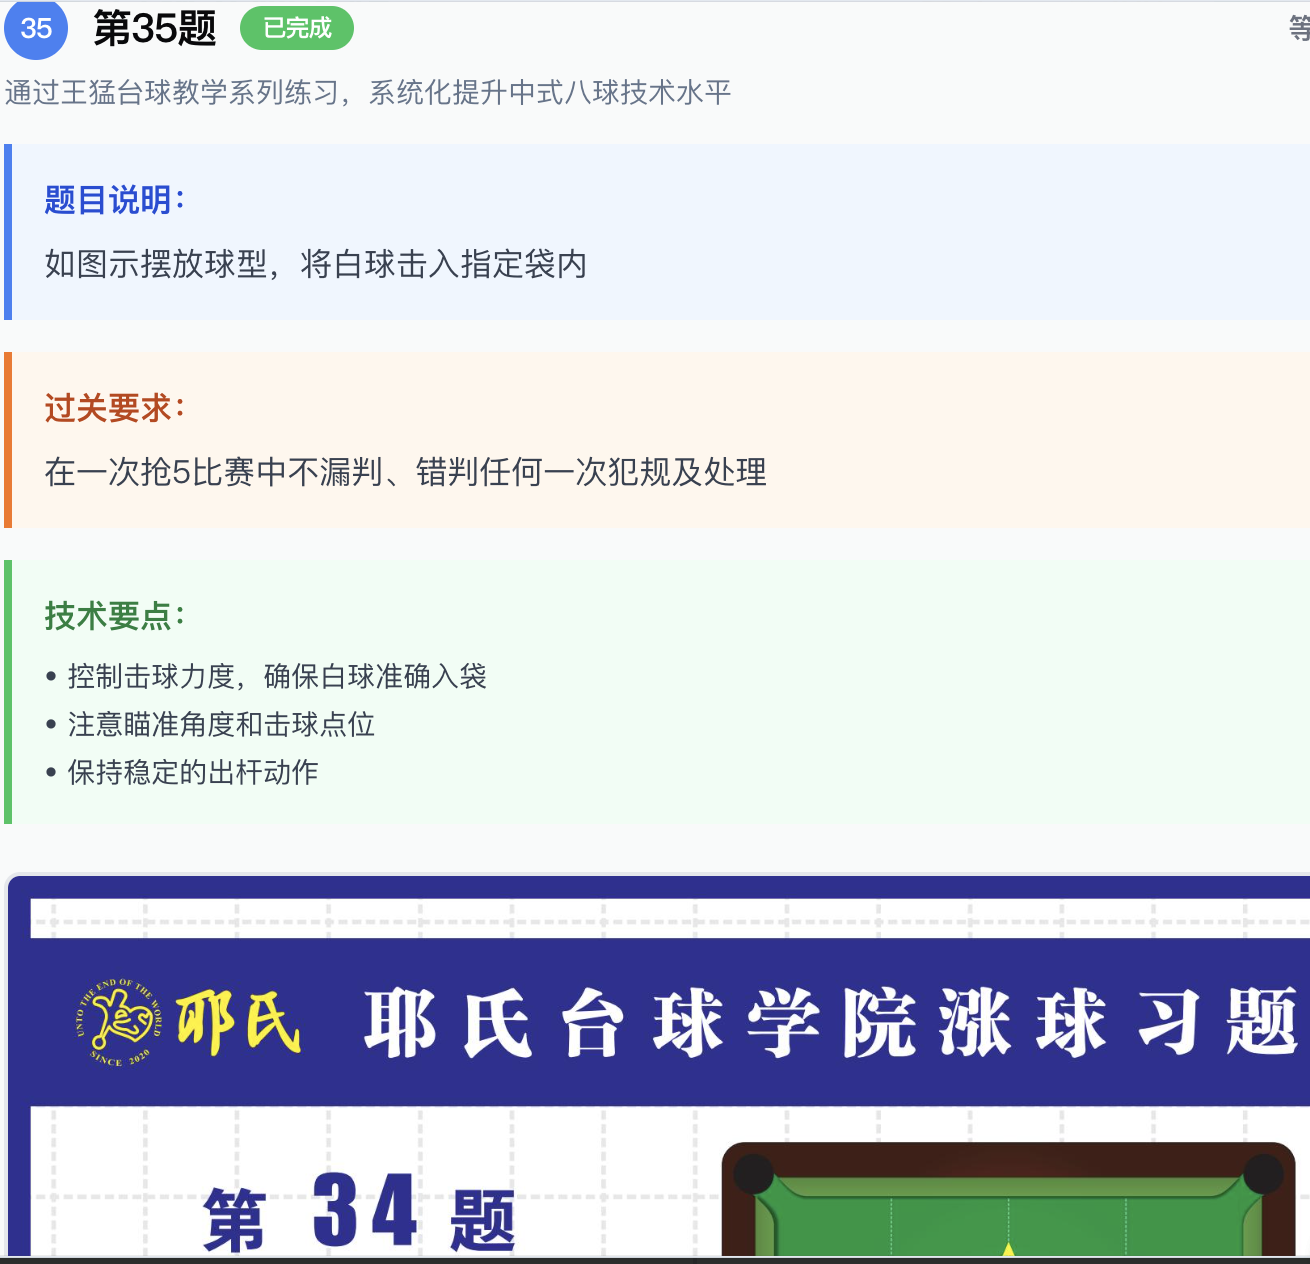 35 第35题 已完成 等
通过王猛台球教学系列练习，系统化提升中式八球技术水平
题目说明：
如图示摆放球型，将白球击入指定袋内
过关要求：
在一次抢5比赛中不漏判、错判任何一次犯规及处理
技术要点：
• 控制击球力度，确保白球准确入袋
• 注意瞄准角度和击球点位
• 保持稳定的出杆动作
UNTO THE END OF THE WORLD
SINCE 2020
耶氏 耶氏台球学院涨球习题
第 34 题